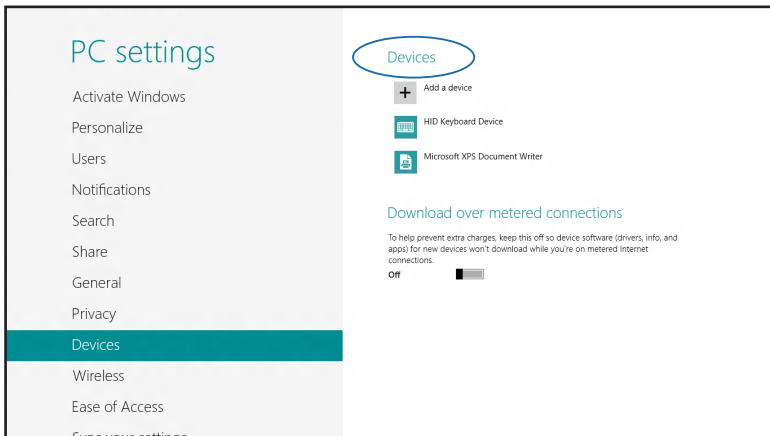 PC settings
Activate Windows
Personalize
Users
Notifications
Search
Share
General
Privacy
Devices
Wireless
Ease of Access
Sync your settings
Devices
Add a device
HID Keyboard Device
Microsoft XPS Document Writer
Download over metered connections
To help prevent extra charges, keep this off so device software (drivers, info, and
apps) for new devices won't download while you're on metered Internet
connections.
Off